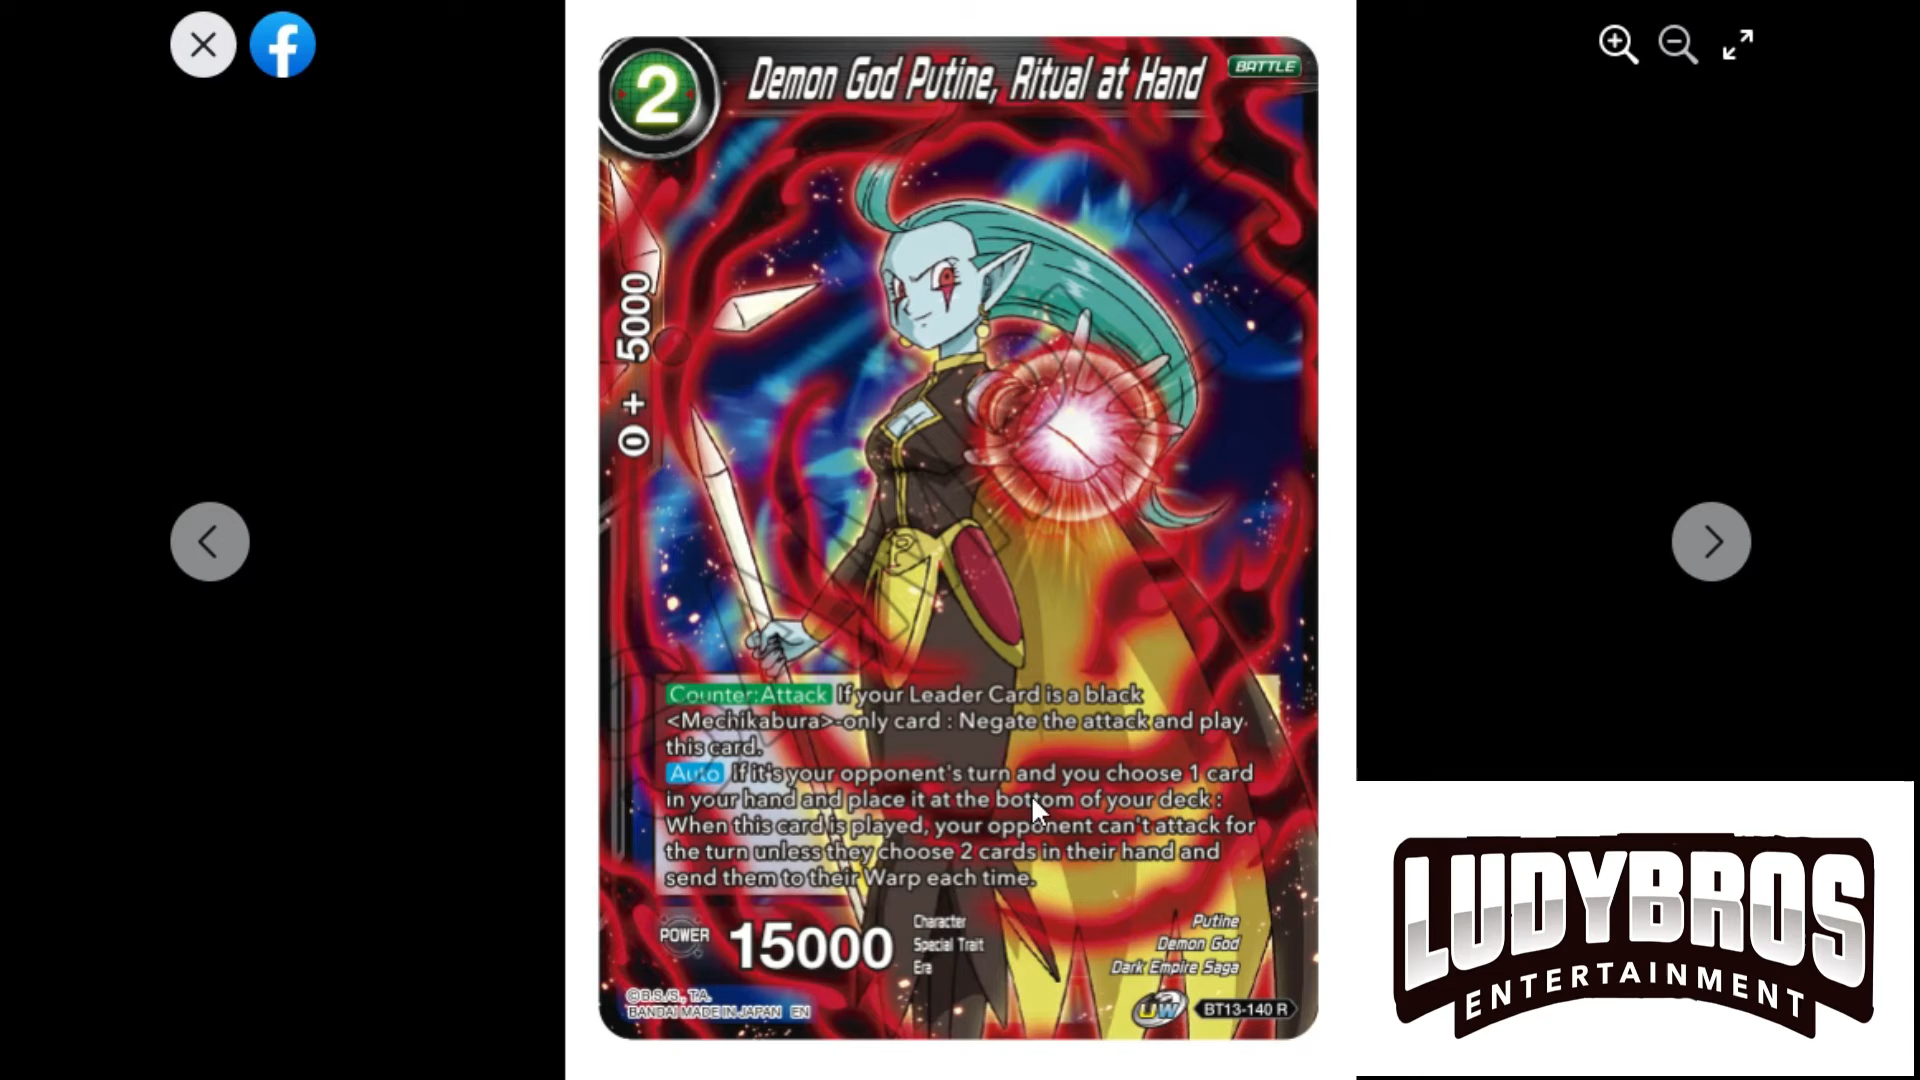 2
Demon God Putine, Ritual at Hand
BATTLE
0 + 5000
P
Counter:Attack If your Leader Card is a black
<Mechikabura>-only card : Negate the attack and play
this card.
Auto If it's your opponent's turn and you choose 1 card
in your hand and place it at the bottom of your deck :
When this card is played, your opponent can't attack for
the turn unless they choose 2 cards in their hand and
send them to their Warp each time.
POWER 15000
Character Putine
Special Trait Demon God
Era Dark Empire Saga
©B.S./S., T.A.
BANDAI MADE IN JAPAN EN
UW BT13-140 R
LUDYBROS
ENTERTAINMENT